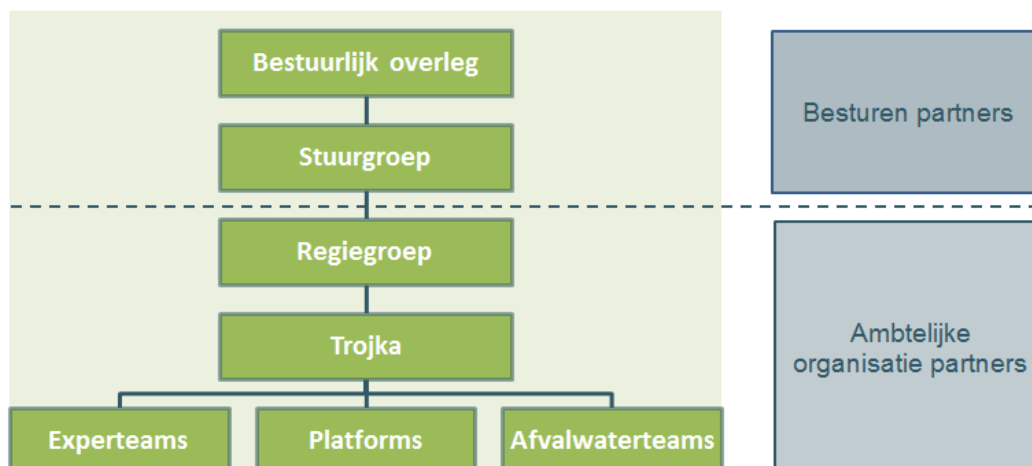 Bestuurlijk overleg
Besturen partners
Stuurgroep
Regiegroep
Trojka
Ambtelijke
organisatie partners
Experteams
Platforms
Afvalwaterteams